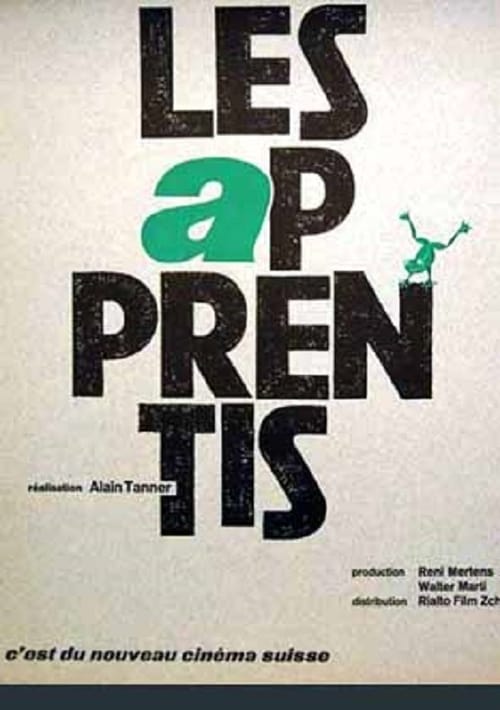 LES
aP
PREN
TIS
réalisation Alain Tanner
production Reni Mertens
Walter Marti
distribution Rialto Film Zch
c'est du nouveau cinéma suisse